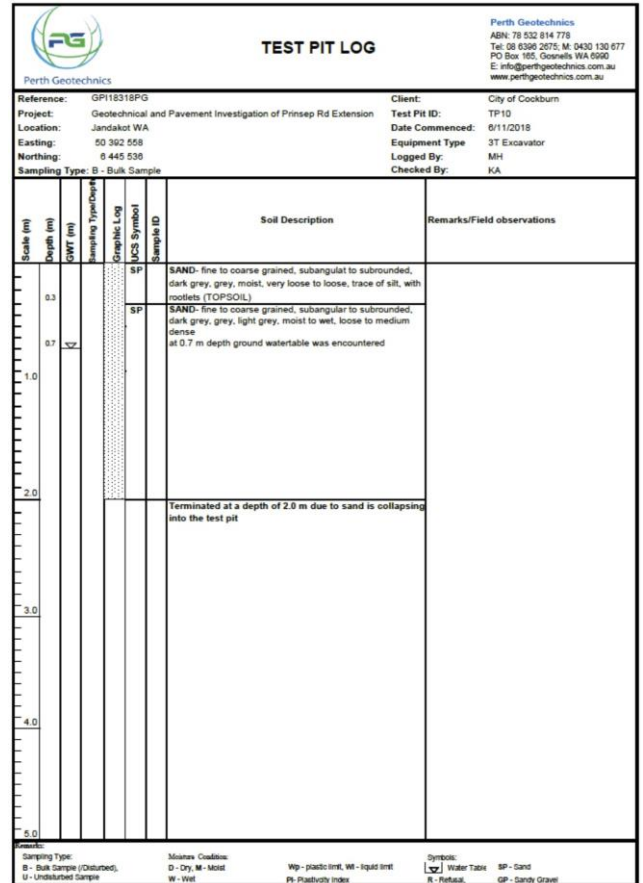 PG
Perth Geotechnics
TEST PIT LOG
Perth Geotechnics
ABN: 78 532 814 778
Tel: 08 6396 2675; M: 0430 130 677
PO Box 165, Gosnells WA 6990
E: info@perthgeotechnics.com.au
www.perthgeotechnics.com.au
Reference: GPI18318PG Client: City of Cockburn
Project: Geotechnical and Pavement Investigation of Prinsep Rd Extension Test Pit ID: TP10
Location: Jandakot WA Date Commenced: 6/11/2018
Easting: 50 392 558 Equipment Type 3T Excavator
Northing: 6 445 536 Logged By: MH
Sampling Type: B - Bulk Sample Checked By: KA
Scale (m)
Depth (m)
GWT (m)
Sampling Type/Depth
Graphic Log
UCS Symbol
Sample ID
Soil Description
Remarks/Field observations
SP SAND- fine to coarse grained, subangulat to subrounded,
dark grey, grey, moist, very loose to loose, trace of silt, with
rootlets (TOPSOIL)
0.3
SP SAND- fine to coarse grained, subangular to subrounded,
dark grey, grey, light grey, moist to wet, loose to medium
dense
0.7 at 0.7 m depth ground watertable was encountered
1.0
2.0
Terminated at a depth of 2.0 m due to sand is collapsing
into the test pit
3.0
4.0
5.0
Remarks:
Sampling Type: Moisture Condition: Symbols:
B - Bulk Sample (/Disturbed), D - Dry, M - Moist Wp - plastic limit, Wl - liquid limit Water Table SP - Sand
U - Undisturbed Sample W - Wet PI- Plastivcity Index R - Refusal, GP - Sandy Gravel